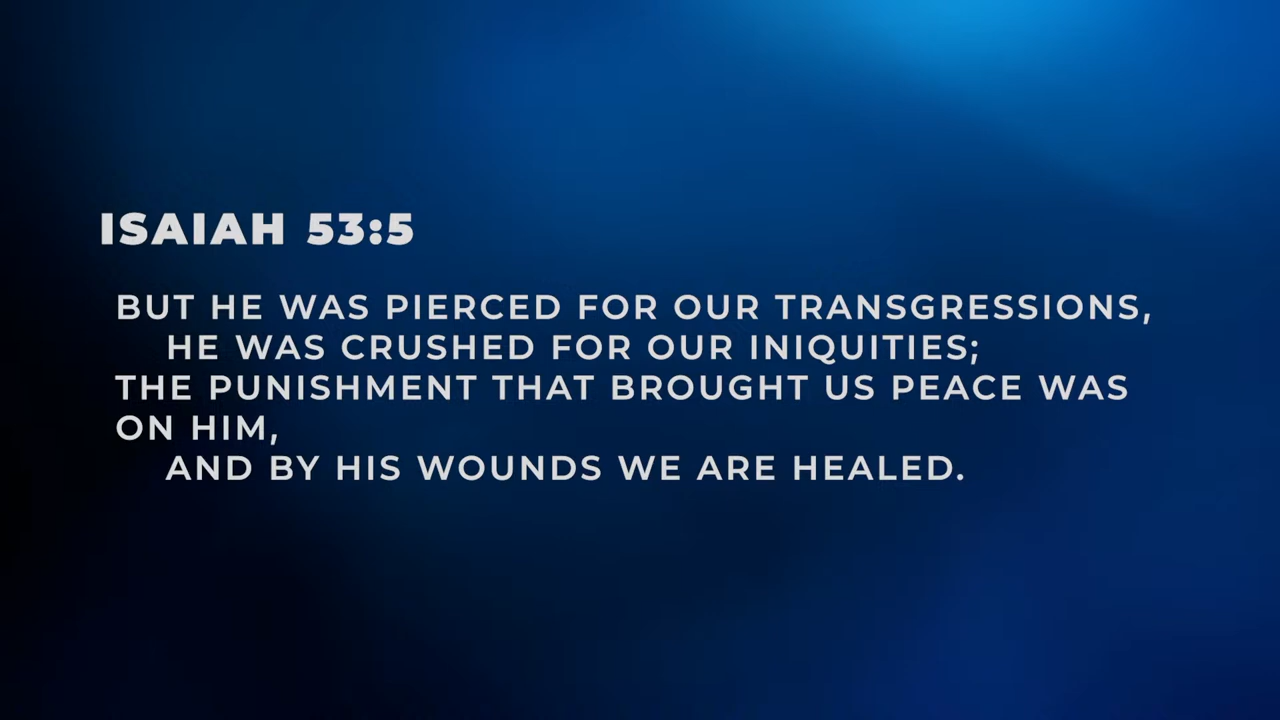 ISAIAH 53:5
BUT HE WAS PIERCED FOR OUR TRANSGRESSIONS,
HE WAS CRUSHED FOR OUR INIQUITIES;
THE PUNISHMENT THAT BROUGHT US PEACE WAS
ON HIM,
AND BY HIS WOUNDS WE ARE HEALED.